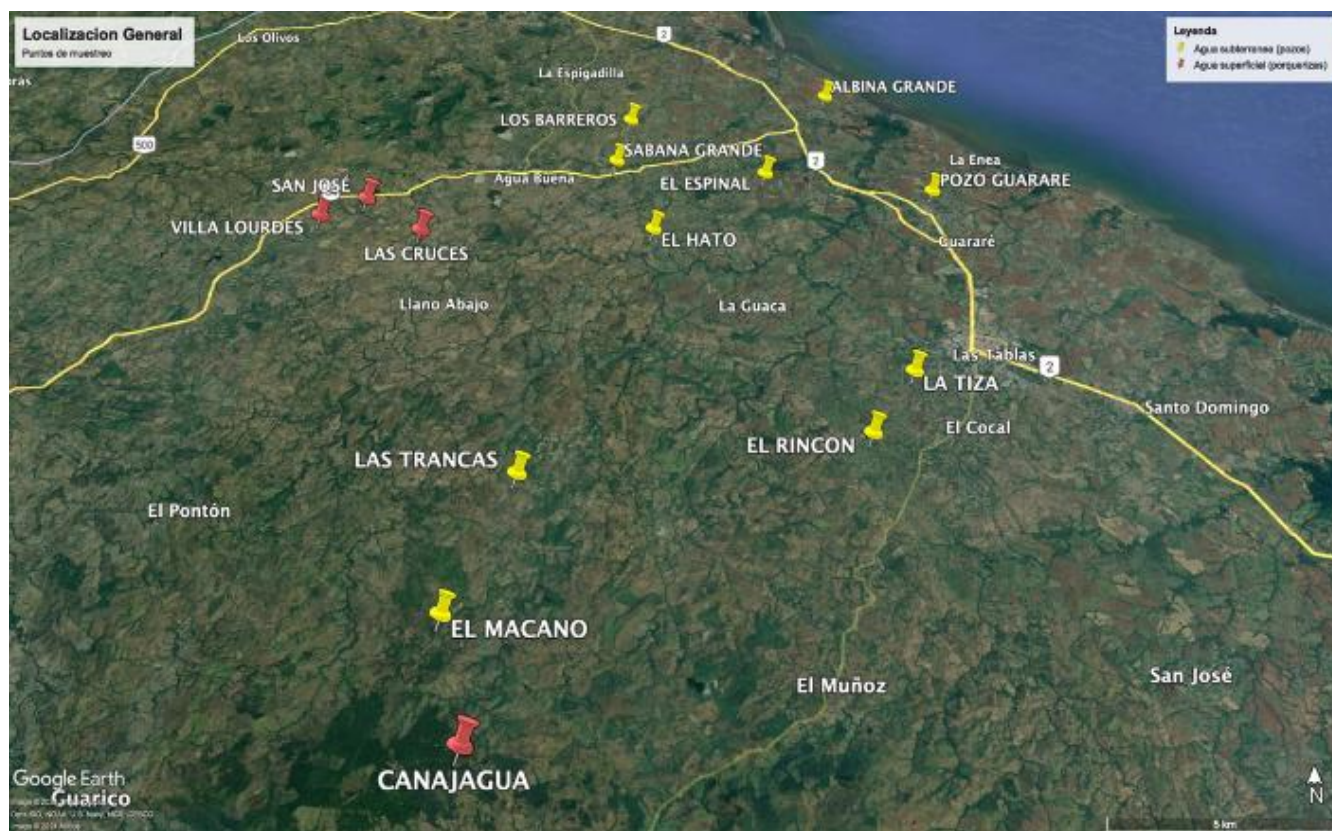 Localizacion General
Puntos de muestreo
Los Olivos
2
Leyenda
Agua subterranea (pozos)
Agua superficial (porquerizas)
La Espigadilla
ALBINA GRANDE
LOS BARREROS
500
SABANA GRANDE
2
La Enea
SAN JOSÉ
Agua Buena
EL ESPINAL
POZO GUARARE
VILLA LOURDES
LAS CRUCES
EL HATO
Guararé
Llano Abajo
La Guaca
Las Tablas
2
LA TIZA
Santo Domingo
EL RINCON
El Cocal
LAS TRANCAS
El Pontón
EL MACANO
San José
El Muñoz
CANAJAGUA
Google Earth
Guarico
N
5 km